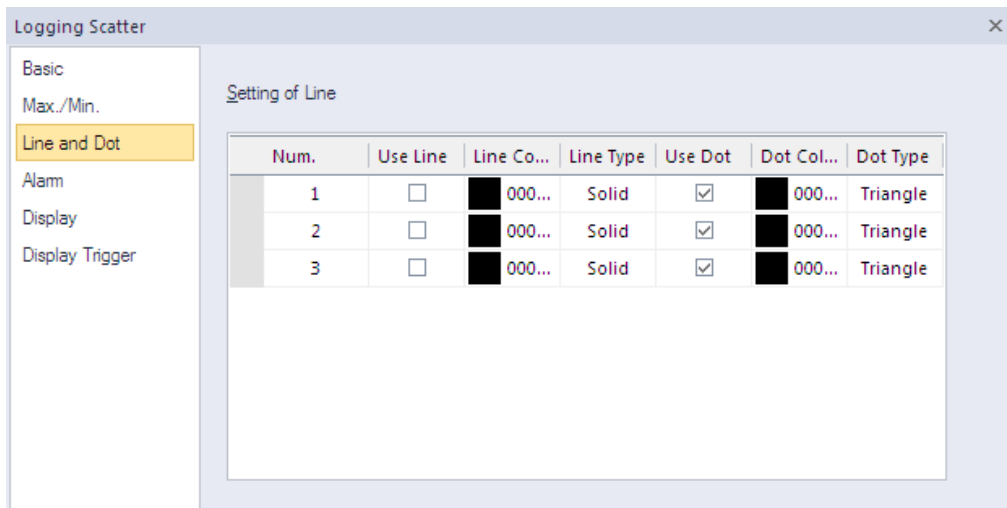 Logging Scatter
Basic
Max./Min.
Line and Dot
Alarm
Display
Display Trigger
Setting of Line
Num. Use Line Line Co... Line Type Use Dot Dot Col... Dot Type
1 000... Solid 000... Triangle
2 000... Solid 000... Triangle
3 000... Solid 000... Triangle